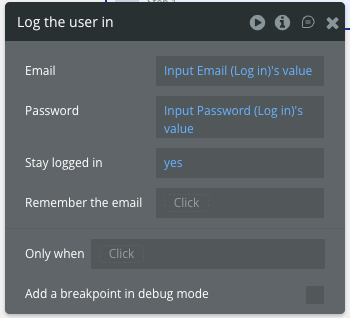 Log the user in
Email
Input Email (Log in)'s value
Password
Input Password (Log in)'s
value
Stay logged in
yes
Remember the email
Click
Only when
Click
Add a breakpoint in debug mode